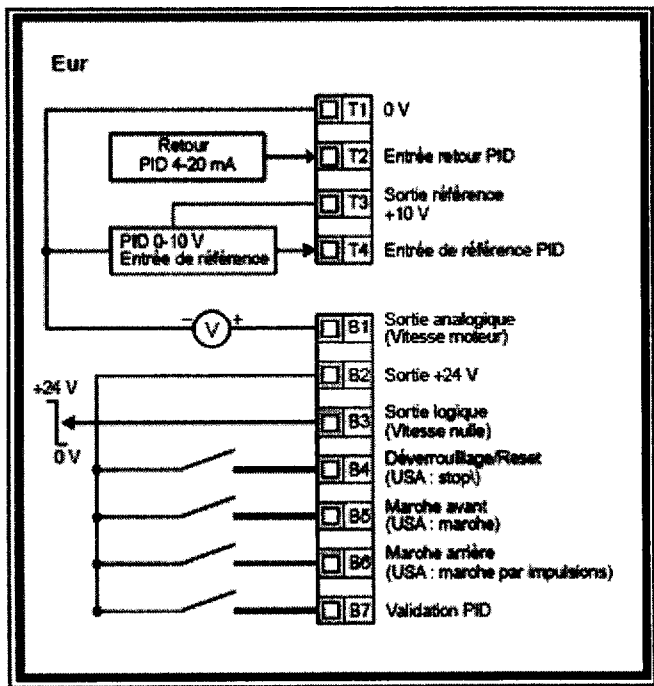 Eur
T1 0 V
Retour
PID 4-20 mA
T2 Entrée retour PID
T3 Sortie référence
+10 V
PID 0-10 V
Entrée de référence
T4 Entrée de référence PID
− V +
B1 Sortie analogique
(Vitesse moteur)
B2 Sortie +24 V
+24 V
0 V
B3 Sortie logique
(Vitesse nulle)
B4 Déverrouillage/Reset
(USA : stop\)
B5 Marche avant
(USA : marche)
B6 Marche arrière
(USA : marche par impulsions)
B7 Validation PID